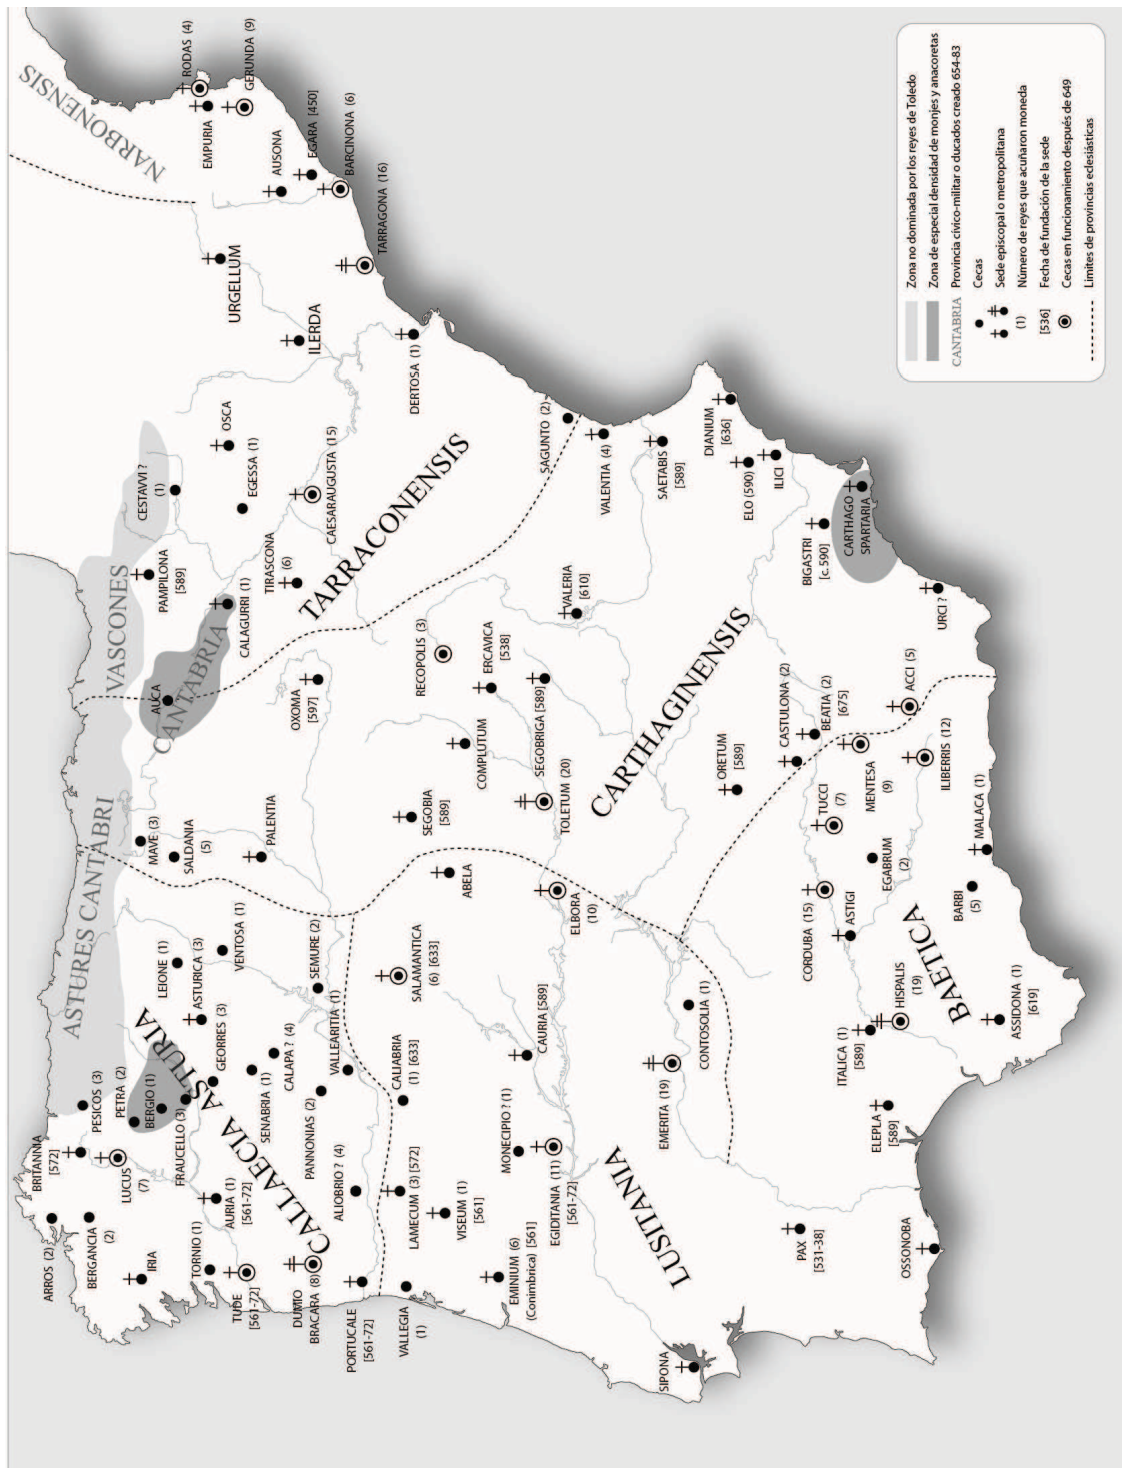 NARBONENSIS
RODAS (4)
GERUNDA (9)
EMPURIA
AUSONA
EGARA [450]
BARCINONA (6)
TARRAGONA (16)
URGELLUM
ILERDA
DERTOSA (1)
OSCA
CESTAVVI ?
(1)
EGESSA (1)
CAESARAUGUSTA (15)
TIRASCONA
(6)
TARRACONENSIS
PAMPILONA
[589]
VASCONES
CALAGURRI (1)
CANTABRIA
AUCA
ASTURES CANTABRI
MAVE (3)
SALDANIA
(5)
PALENTIA
OXOMA
[597]
SAGUNTO (2)
VALENTIA (4)
SAETABIS
[589]
DIANIUM
[636]
ELO (590)
ILICI
BIGASTRI
[c.590]
CARTHAGO
SPARTARIA
URCI ?
VALERIA
[610]
RECOPOLIS (3)
ERCAVICA
[538]
SEGOBRIGA [589]
COMPLUTUM
SEGOBIA
[589]
TOLETUM (20)
CARTHAGINENSIS
ORETUM
[589]
CASTULONA (2)
BEATIA (2)
[675]
ACCI (5)
MENTESA
(9)
ABELA
ELBORA
(10)
BRITANNIA
[572]
PESICOS (3)
PETRA (2)
BERGIO (1)
FRAUCELLO (3)
ASTURIA
LEIONE (1)
ASTURICA (3)
VENTOSA (1)
GEORRES (3)
SENABRIA (1)
CALAPA ? (4)
SEMURE (2)
VALLEARITIA (1)
PANNONIAS (2)
ALIOBRIO ? (4)
ARROS (2)
BERGANCIA
(2)
LUCUS
(7)
IRIA
TORNIO (1)
AURIA (1)
[561-72]
TUDE
[561-72]
DUMIO
BRACARA (8)
CALLAECIA
PORTUCALE
[561-72]
VALLEGIA
(1)
LAMECUM (3) [572]
VISEUM (1)
[561]
CALIABRIA
(1) [633]
SALAMANTICA
(6) [633]
EMINIUM (6)
(Conimbrica) [561]
MONECIPIO ? (1)
EGIDITANIA (11)
[561-72]
CAURIA [589]
LUSITANIA
EMERITA (19)
CONTOSOLIA (1)
SIPONA
PAX
[531-38]
OSSONOBA
CORDUBA (15)
ASTIGI
TUCCI
(7)
EGABRUM
(2)
ILIBERRIS (12)
MALACA (1)
BARBI
(5)
BAETICA
ITALICA (1)
[589]
HISPALIS
(19)
ASSIDONA (1)
[619]
ELEPLA
[589]
Zona no dominada por los reyes de Toledo
Zona de especial densidad de monjes y anacoretas
CANTABRIA Provincia cívico-militar o ducados creado 654-83
Cecas
Sede episcopal o metropolitana
(1) Número de reyes que acuñaron moneda
[536] Fecha de fundación de la sede
Cecas en funcionamiento después de 649
Limites de provincias eclesiásticas